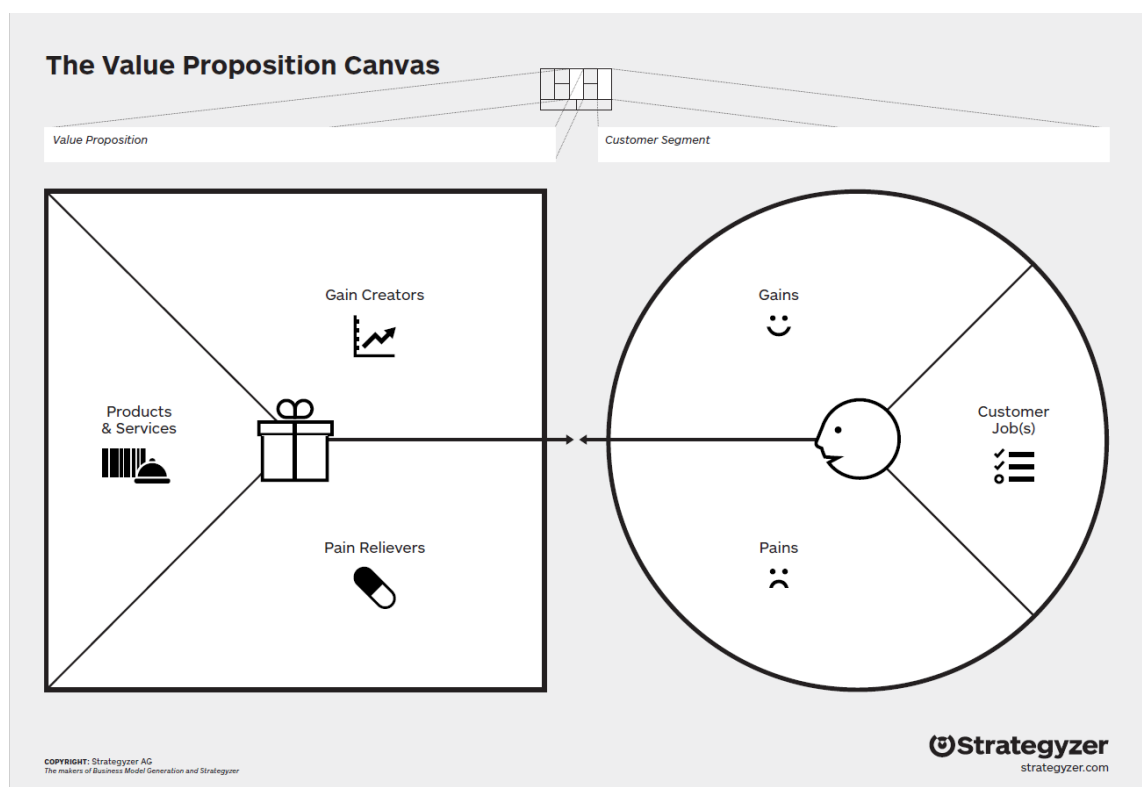 The Value Proposition Canvas
Value Proposition
Customer Segment
Gain Creators
Gains
Products
& Services
Customer
Job(s)
Pain Relievers
Pains
COPYRIGHT: Strategyzer AG
The makers of Business Model Generation and Strategyzer
Strategyzer
strategyzer.com